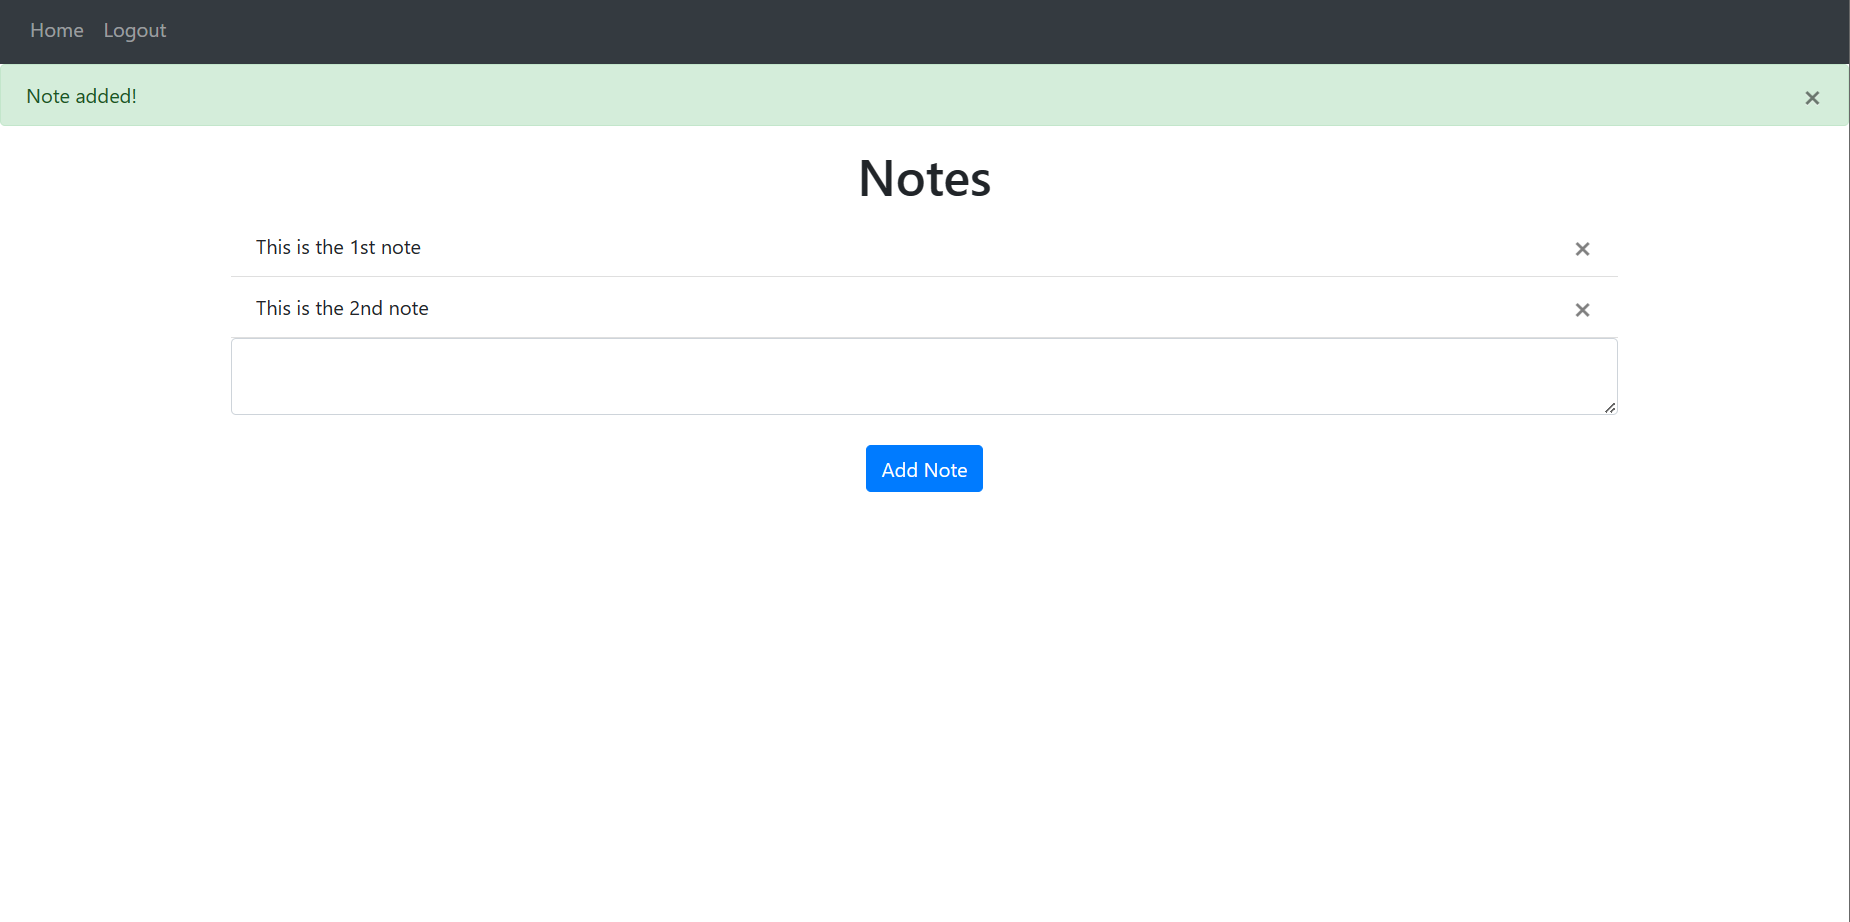 Home Logout
Note added! ×
Notes
This is the 1st note ×
This is the 2nd note ×
Add Note